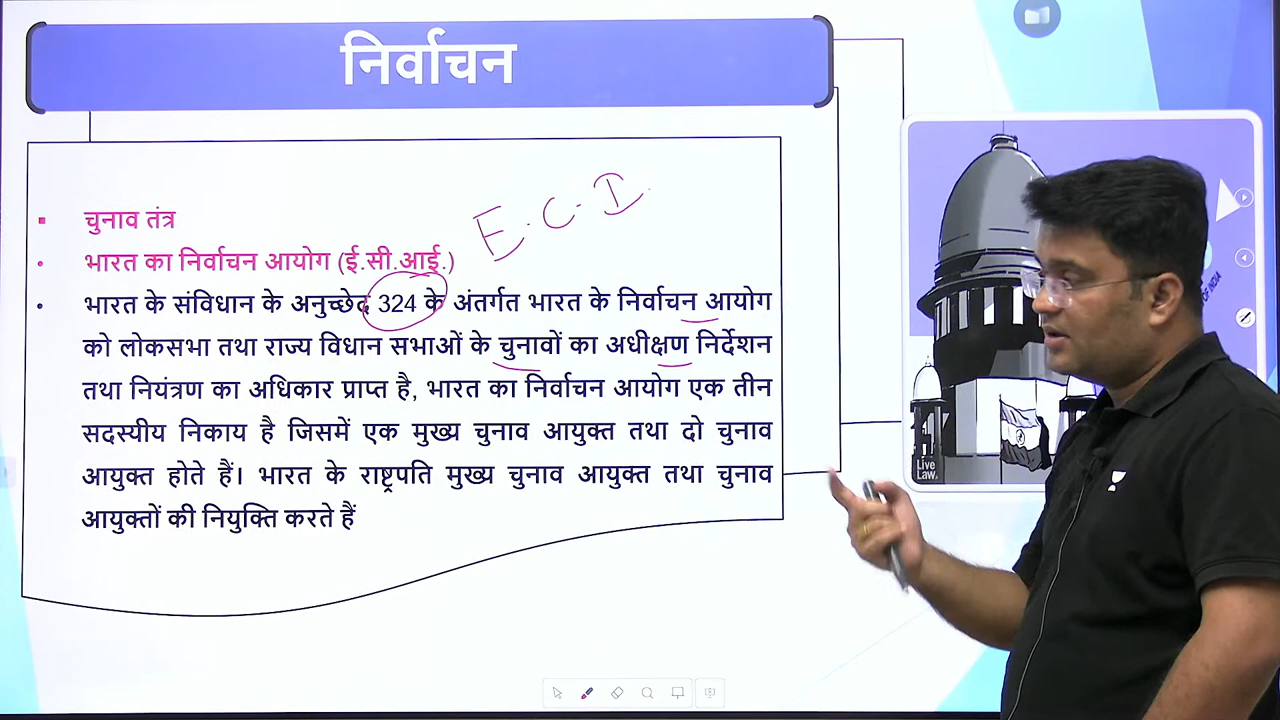 निर्वाचन
E.C.I.
चुनाव तंत्र
भारत का निर्वाचन आयोग (ई.सी.आई.)
भारत के संविधान के अनुच्छेद 324 के अंतर्गत भारत के निर्वाचन आयोग
को लोकसभा तथा राज्य विधान सभाओं के चुनावों का अधीक्षण निर्देशन
तथा नियंत्रण का अधिकार प्राप्त है, भारत का निर्वाचन आयोग एक तीन
सदस्यीय निकाय है जिसमें एक मुख्य चुनाव आयुक्त तथा दो चुनाव
आयुक्त होते हैं। भारत के राष्ट्रपति मुख्य चुनाव आयुक्त तथा चुनाव
आयुक्तों की नियुक्ति करते हैं
OF INDIA
Live
Law.